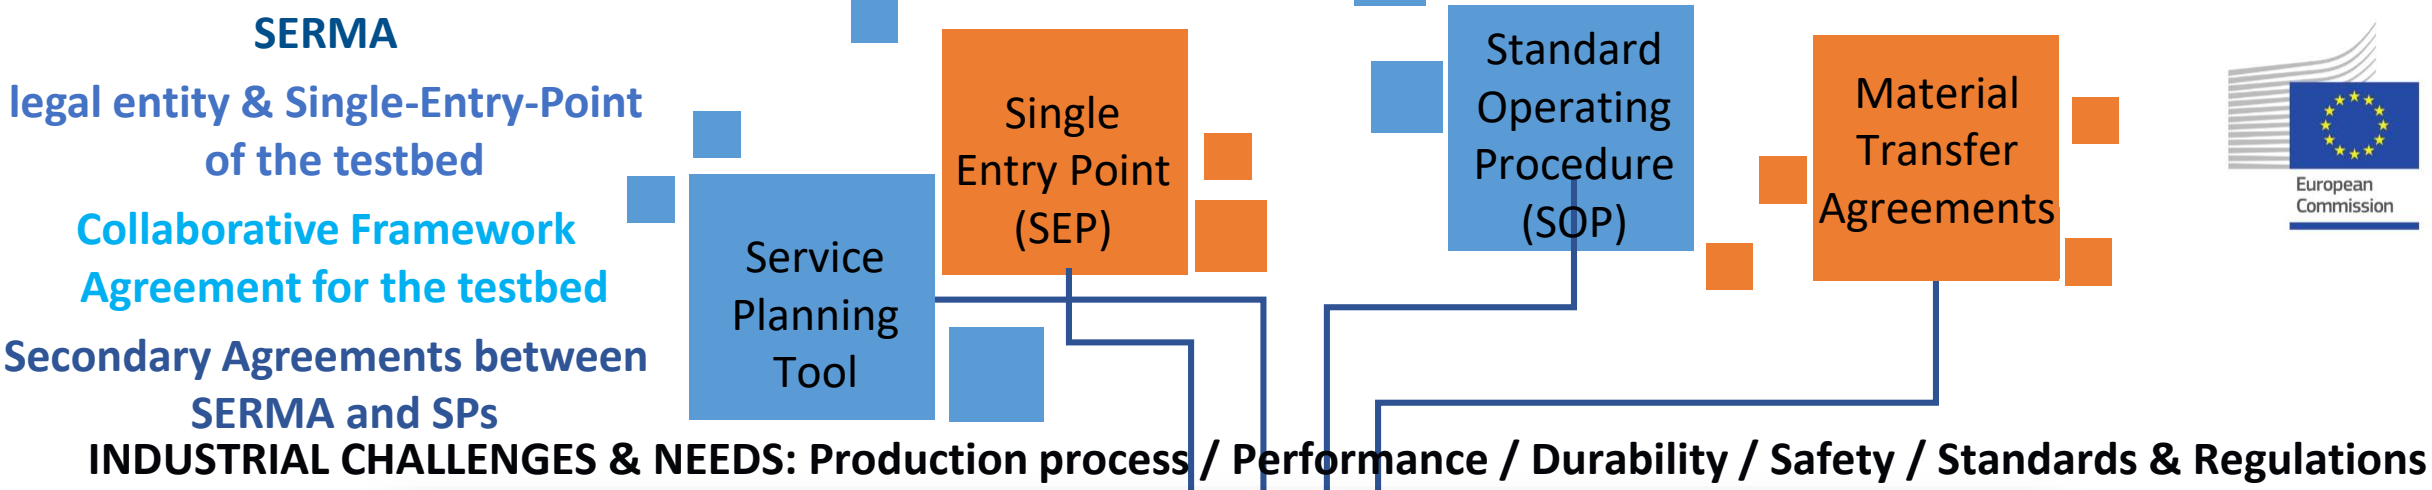 SERMA
legal entity & Single-Entry-Point
of the testbed
Collaborative Framework
Agreement for the testbed
Secondary Agreements between
SERMA and SPs
Service
Planning
Tool
Single
Entry Point
(SEP)
Standard
Operating
Procedure
(SOP)
Material
Transfer
Agreements
European
Commission
INDUSTRIAL CHALLENGES & NEEDS: Production process / Performance / Durability / Safety / Standards & Regulations